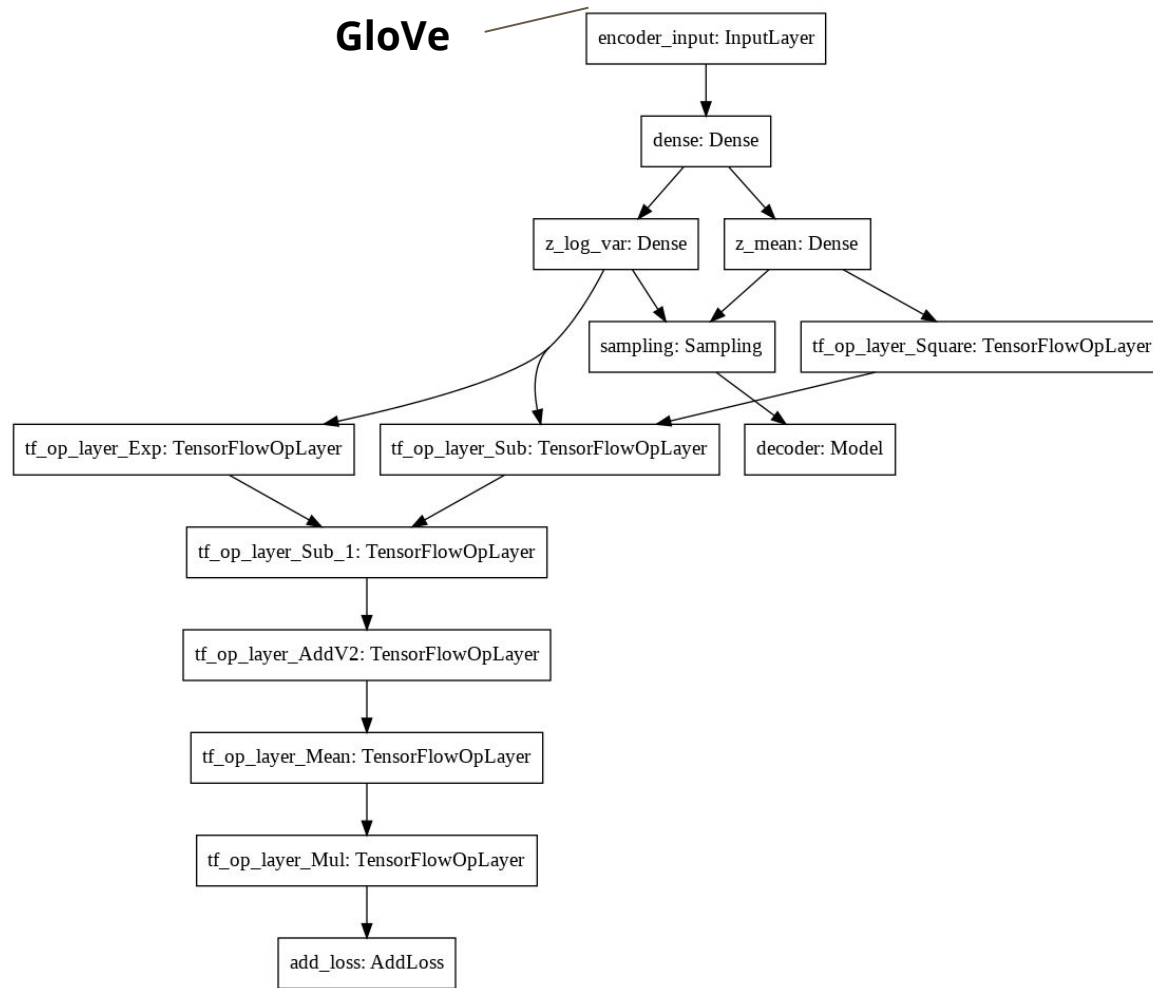 GloVe
encoder_input: InputLayer
dense: Dense
z_log_var: Dense
z_mean: Dense
sampling: Sampling
tf_op_layer_Square: TensorFlowOpLayer
tf_op_layer_Exp: TensorFlowOpLayer
tf_op_layer_Sub: TensorFlowOpLayer
decoder: Model
tf_op_layer_Sub_1: TensorFlowOpLayer
tf_op_layer_AddV2: TensorFlowOpLayer
tf_op_layer_Mean: TensorFlowOpLayer
tf_op_layer_Mul: TensorFlowOpLayer
add_loss: AddLoss